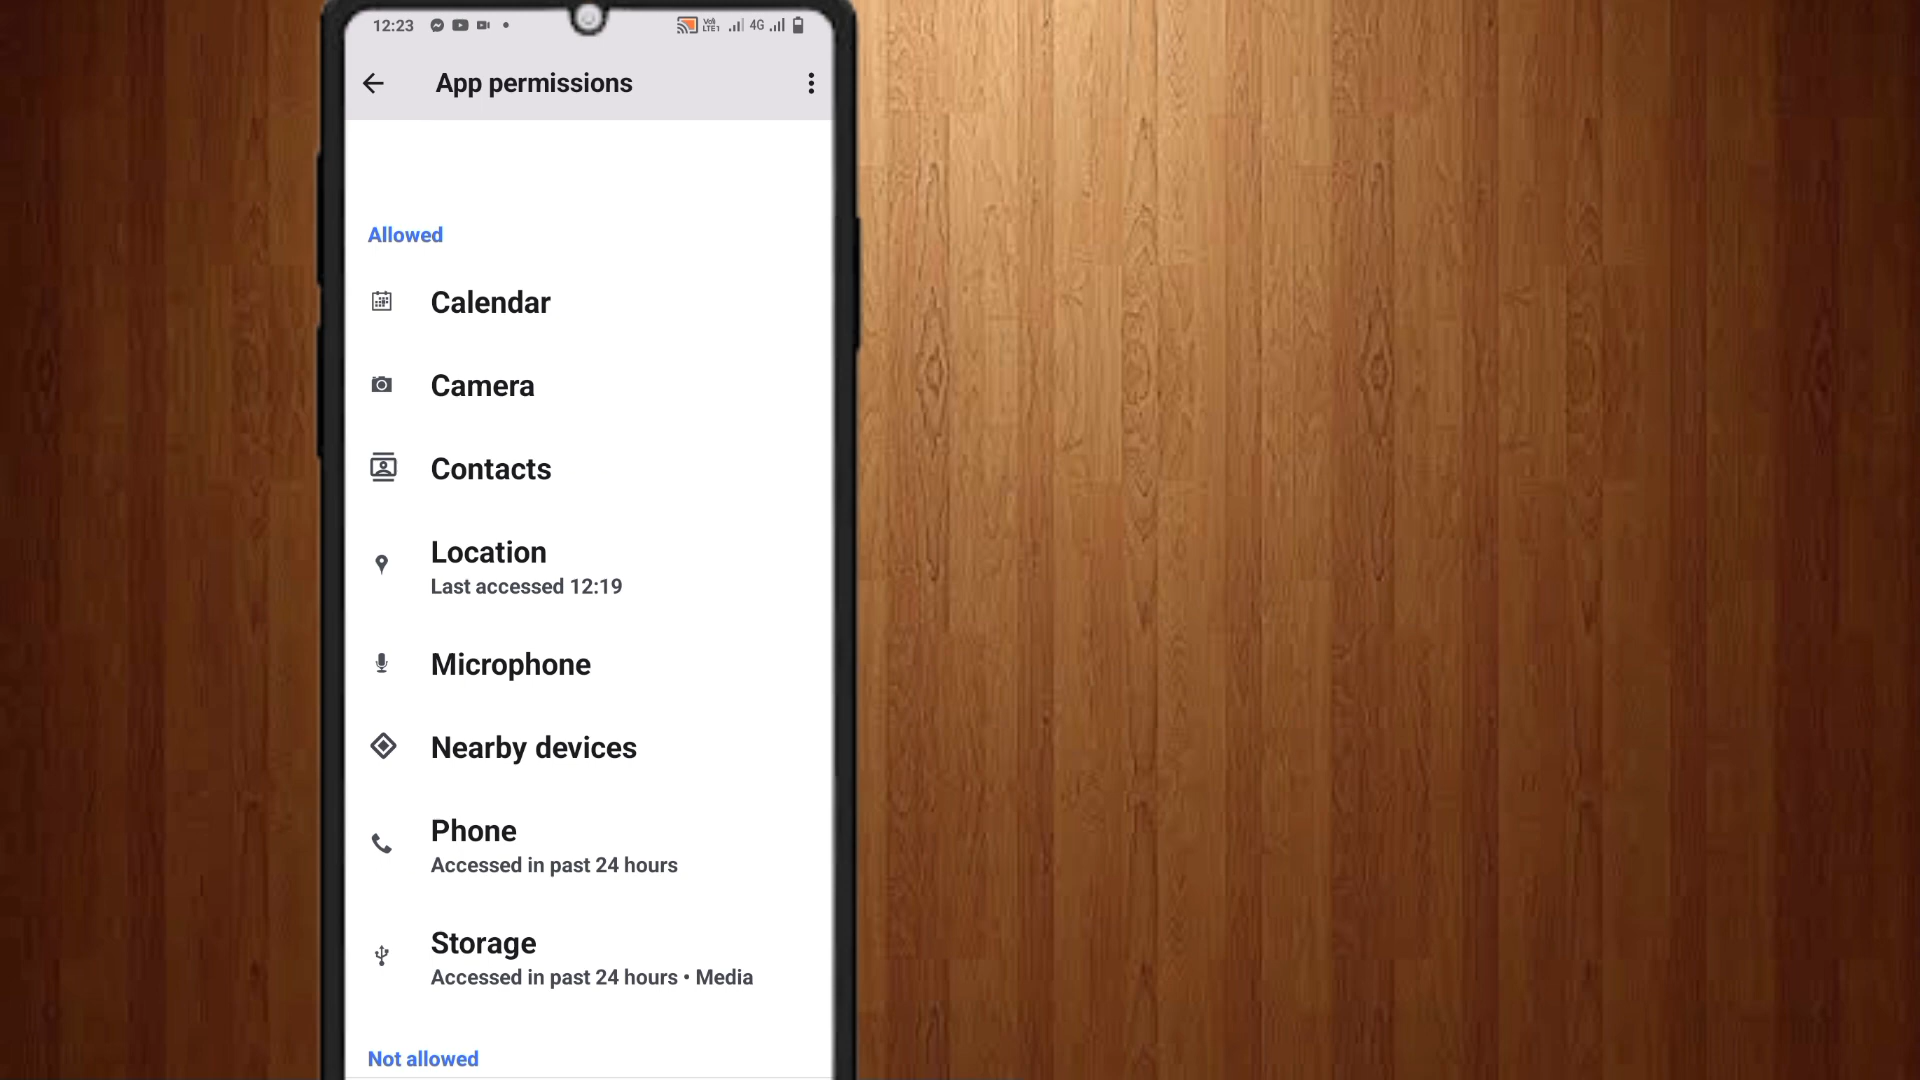 12:23 4G
App permissions
Allowed
Calendar
Camera
Contacts
Location
Last accessed 12:19
Microphone
Nearby devices
Phone
Accessed in past 24 hours
Storage
Accessed in past 24 hours • Media
Not allowed